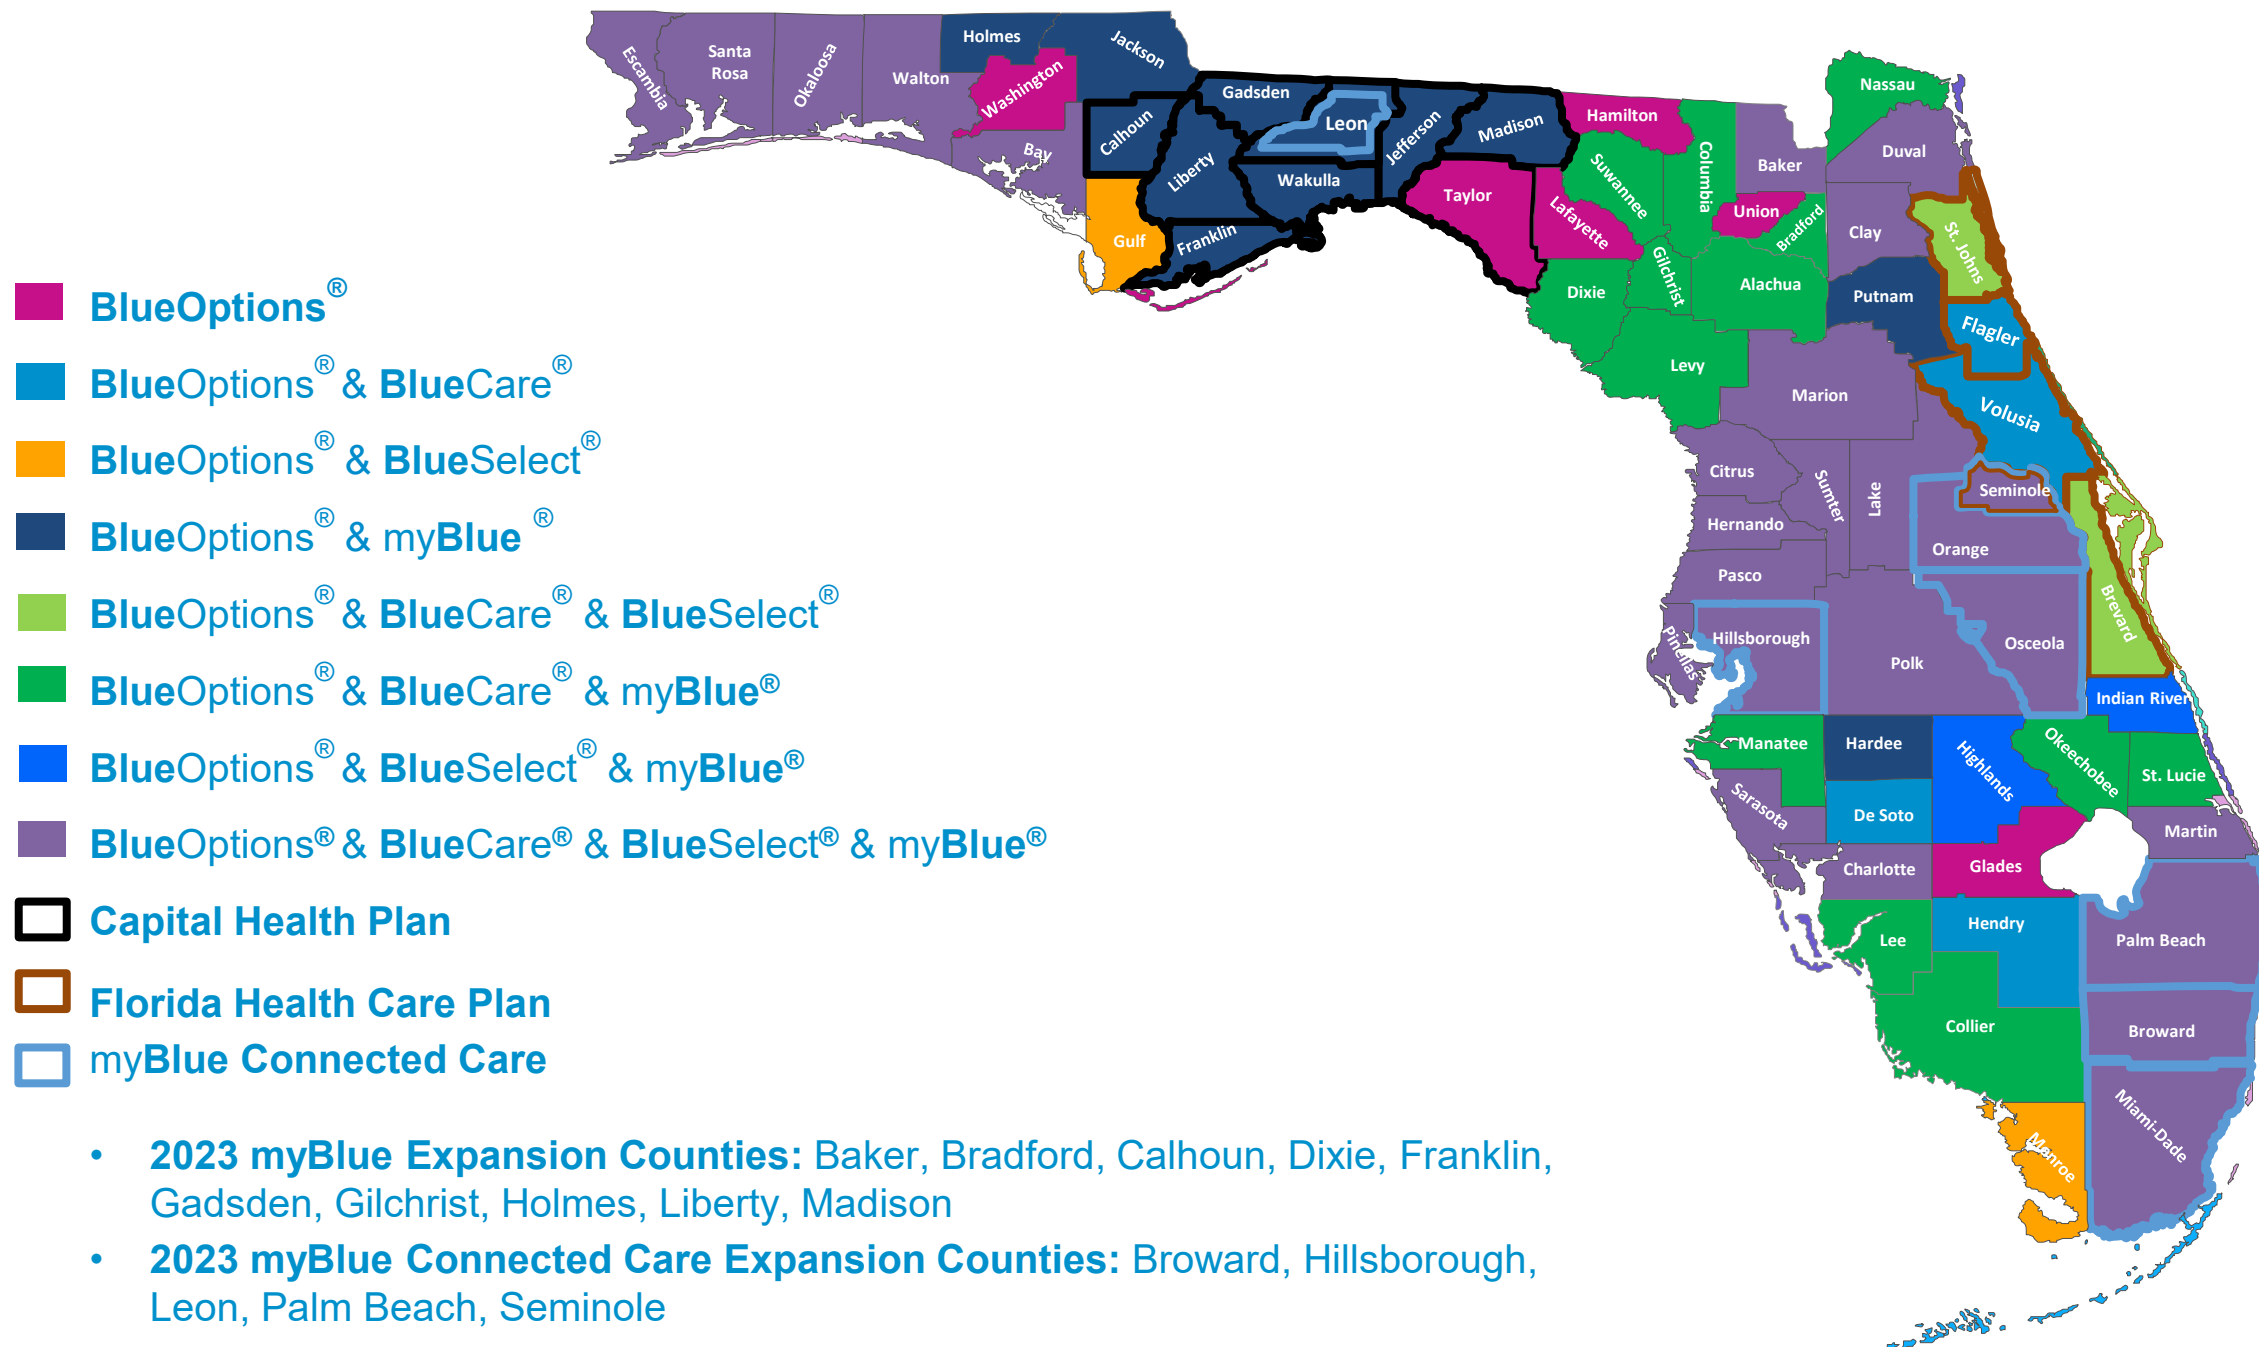 BlueOptions®
BlueOptions® & BlueCare®
BlueOptions® & BlueSelect®
BlueOptions® & myBlue ®
BlueOptions® & BlueCare® & BlueSelect®
BlueOptions® & BlueCare® & myBlue®
BlueOptions® & BlueSelect® & myBlue®
BlueOptions® & BlueCare® & BlueSelect® & myBlue®
Capital Health Plan
Florida Health Care Plan
myBlue Connected Care
• 2023 myBlue Expansion Counties: Baker, Bradford, Calhoun, Dixie, Franklin,
Gadsden, Gilchrist, Holmes, Liberty, Madison
• 2023 myBlue Connected Care Expansion Counties: Broward, Hillsborough,
Leon, Palm Beach, Seminole
Escambia
Santa
Rosa
Okaloosa
Walton
Holmes
Washington
Jackson
Bay
Calhoun
Gulf
Gadsden
Liberty
Franklin
Leon
Wakulla
Jefferson
Madison
Taylor
Hamilton
Suwannee
Lafayette
Columbia
Baker
Union
Bradford
Nassau
Duval
Clay
St. Johns
Putnam
Flagler
Dixie
Gilchrist
Alachua
Levy
Marion
Volusia
Citrus
Sumter
Lake
Seminole
Hernando
Orange
Pasco
Pinellas
Hillsborough
Polk
Osceola
Brevard
Indian River
Manatee
Hardee
Highlands
Okeechobee
St. Lucie
Sarasota
De Soto
Martin
Charlotte
Glades
Lee
Hendry
Palm Beach
Collier
Broward
Monroe
Miami-Dade